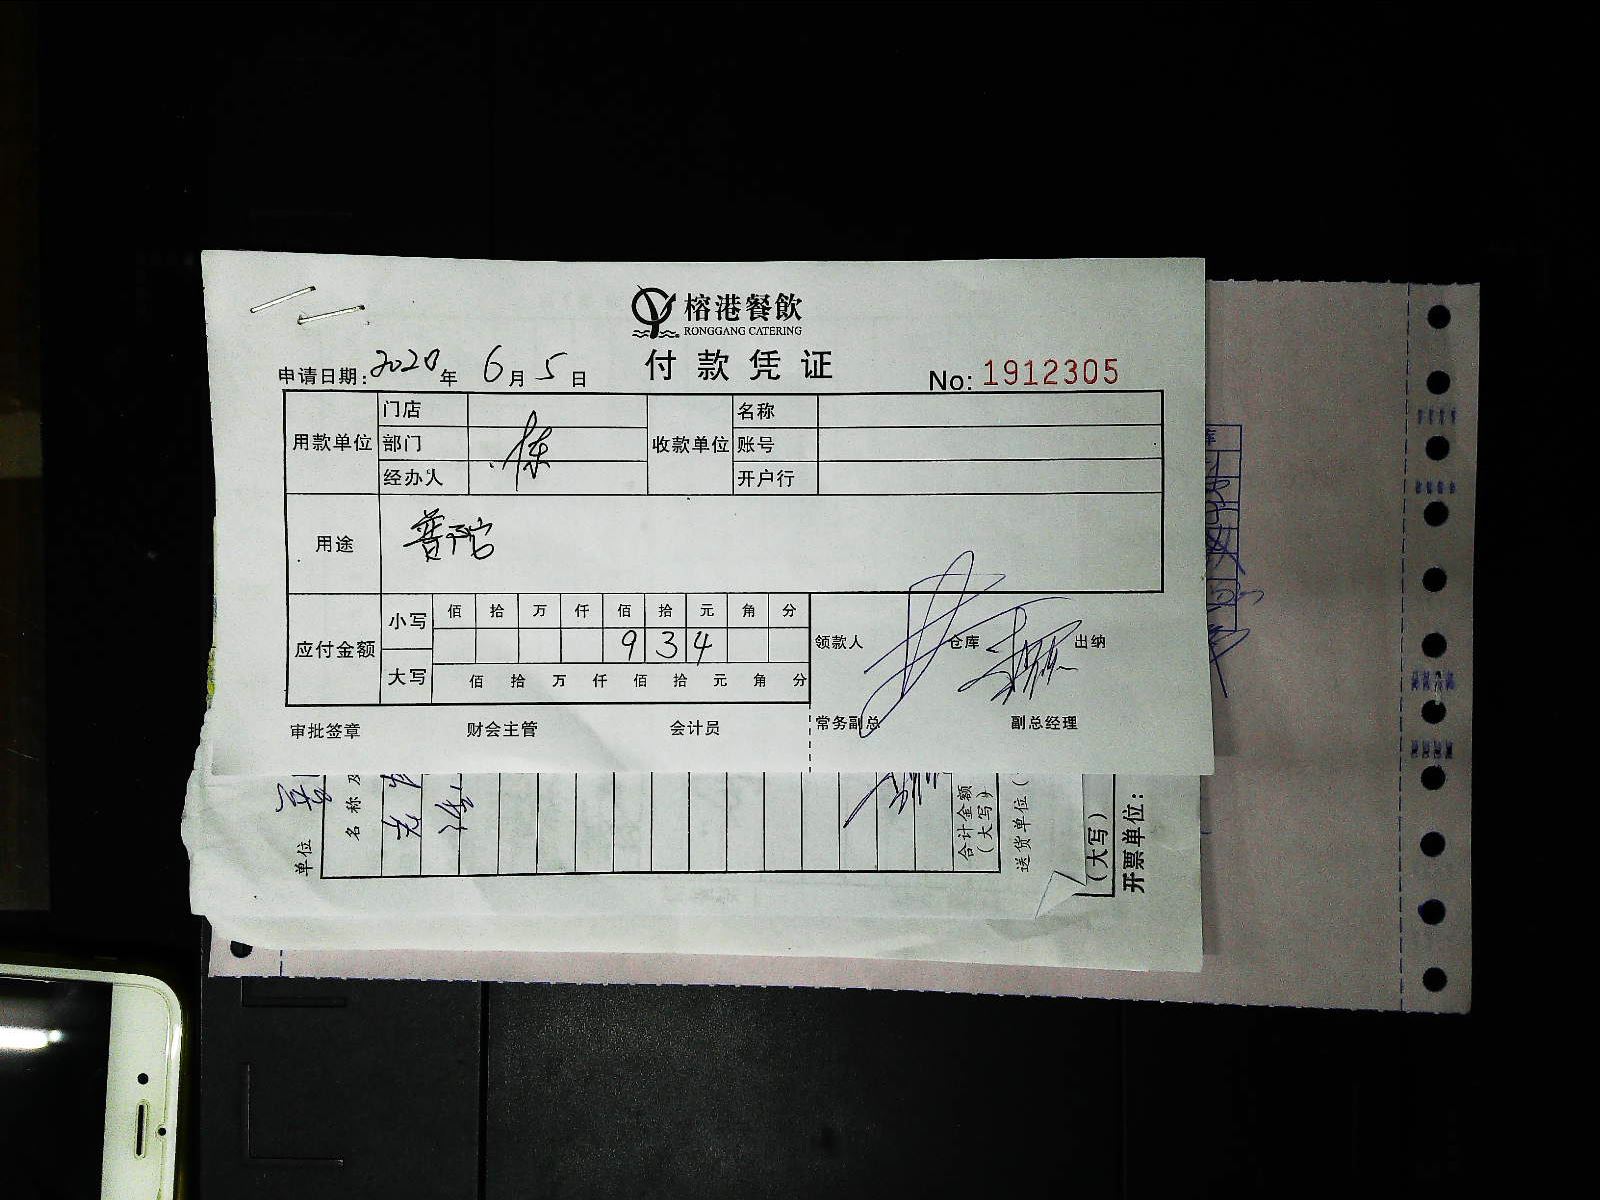 榕港餐飲
RONGGANG CATERING
付款凭证
申请日期:2020年6月5日
No: 1912305
用款单位 门店 收款单位 名称
部门 账号
经办人 开户行
用途 普陀
应付金额 小写 佰 拾 万 仟 佰 拾 元 角 分
9 3 4
大写 佰 拾 万 仟 佰 拾 元 角 分
领款人 仓库 出纳
审批签章 财会主管 会计员 常务副总 副总经理
单位
名称及
合计金额
(大写)
送货单位(
(大写)
开票单位: